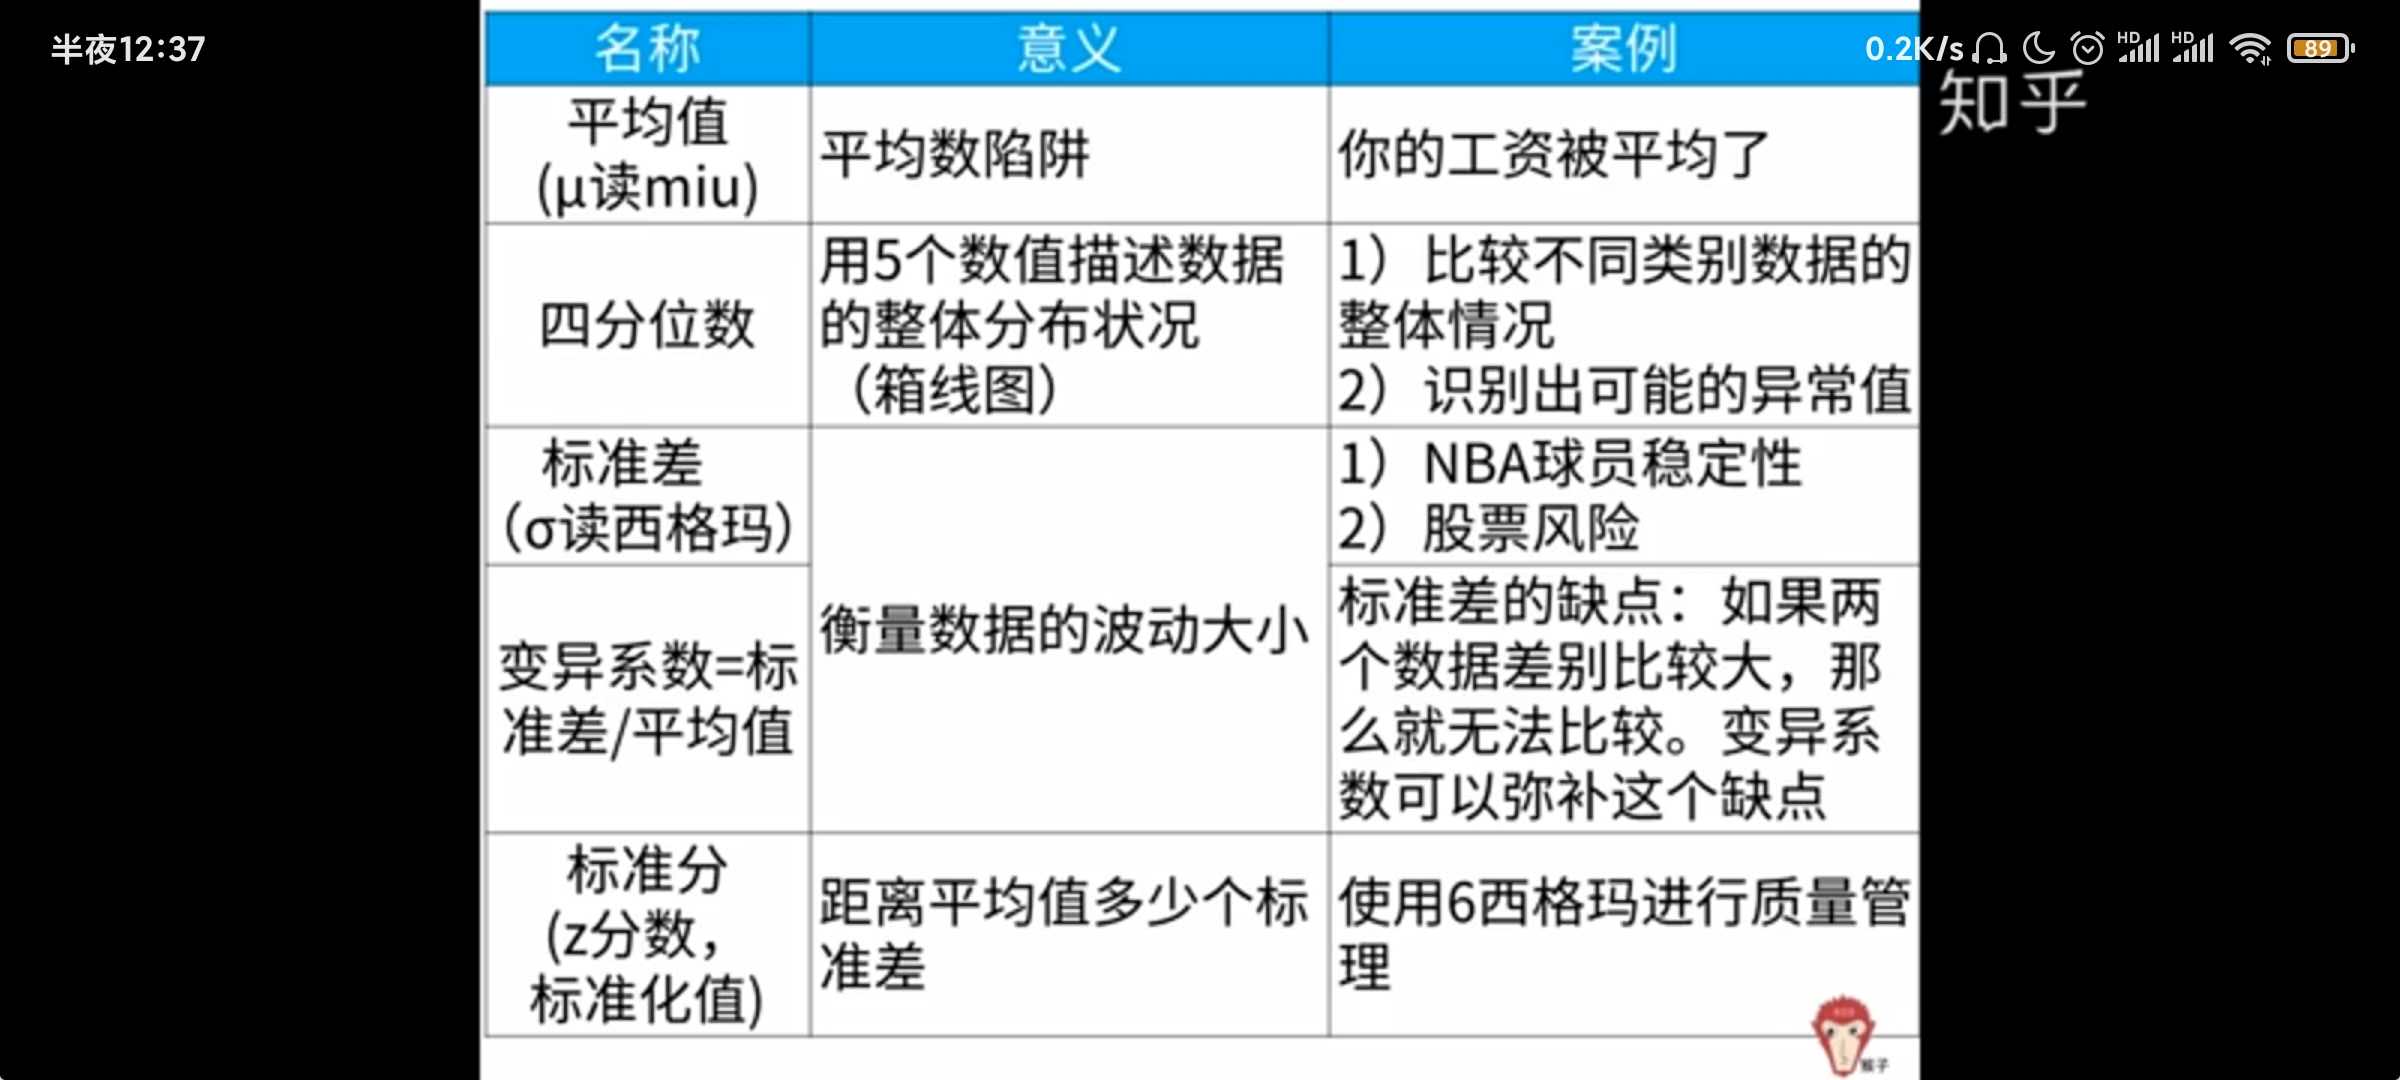 半夜12:37
0.2K/s
HD
HD
89
知乎
名称
意义
案例
平均值
(μ读miu)
平均数陷阱
你的工资被平均了
四分位数
用5个数值描述数据
的整体分布状况
（箱线图）
1）比较不同类别数据的
整体情况
2）识别出可能的异常值
标准差
（σ读西格玛）
衡量数据的波动大小
1）NBA球员稳定性
2）股票风险
变异系数=标
准差/平均值
标准差的缺点：如果两
个数据差别比较大，那
么就无法比较。变异系
数可以弥补这个缺点
标准分
(z分数，
标准化值)
距离平均值多少个标
准差
使用6西格玛进行质量管
理
猴子